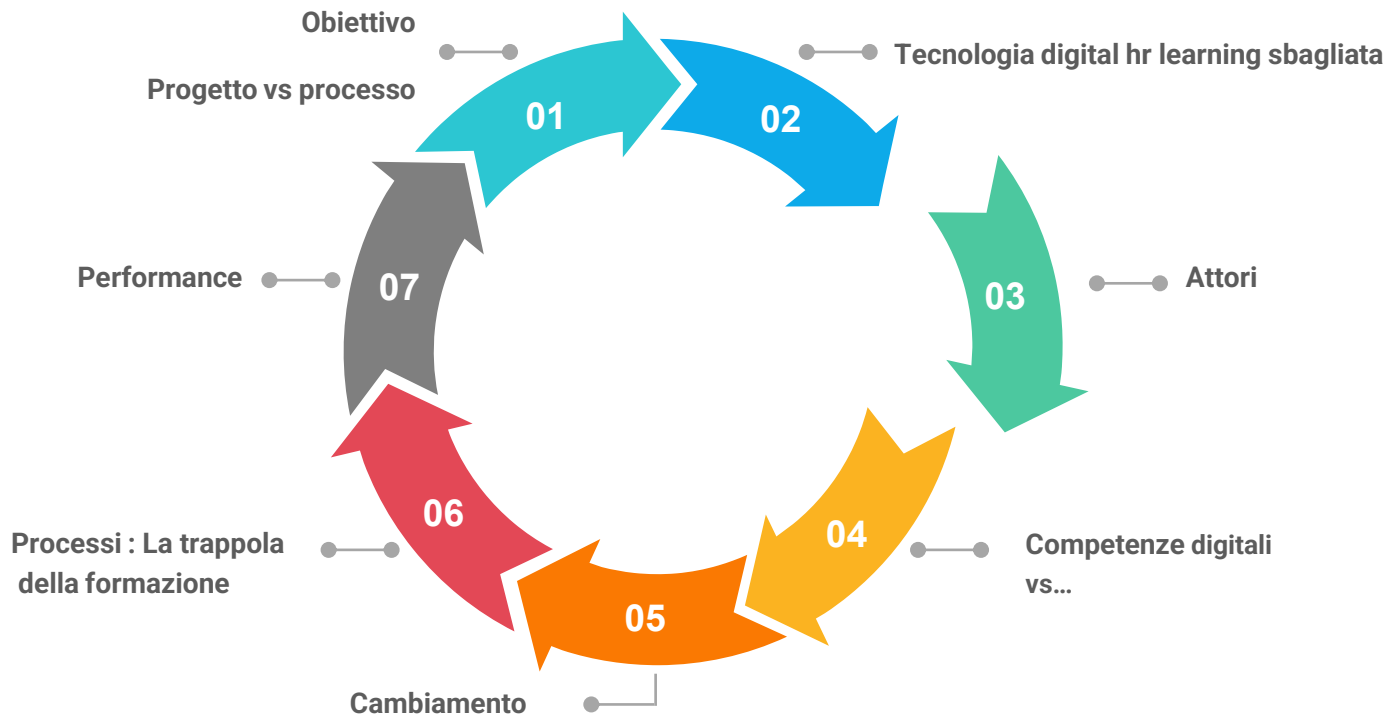 Obiettivo
Progetto vs processo
01
02
Tecnologia digital hr learning sbagliata
03
Attori
04
Competenze digitali
vs…
05
Cambiamento
06
Processi : La trappola
della formazione
07
Performance